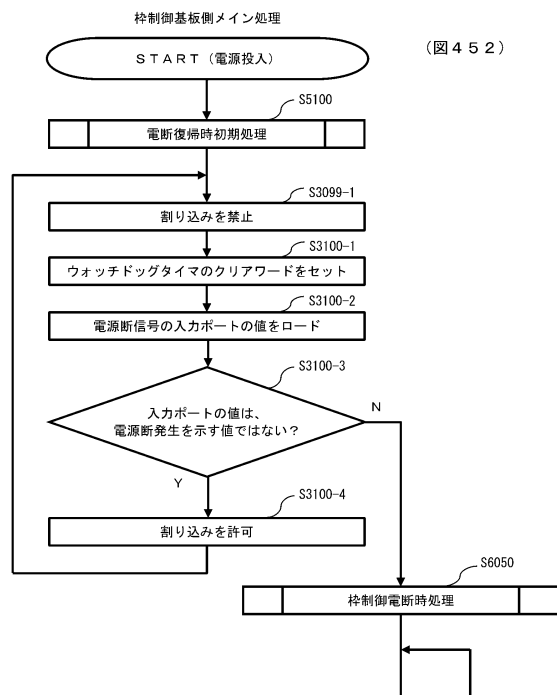 枠制御基板側メイン処理
(図452)
START(電源投入)
S5100
電断復帰時初期処理
S3099-1
割り込みを禁止
S3100-1
ウォッチドッグタイマのクリアワードをセット
S3100-2
電源断信号の入力ポートの値をロード
S3100-3
入力ポートの値は、
電源断発生を示す値ではない?
N
Y
S3100-4
割り込みを許可
S6050
枠制御電断時処理